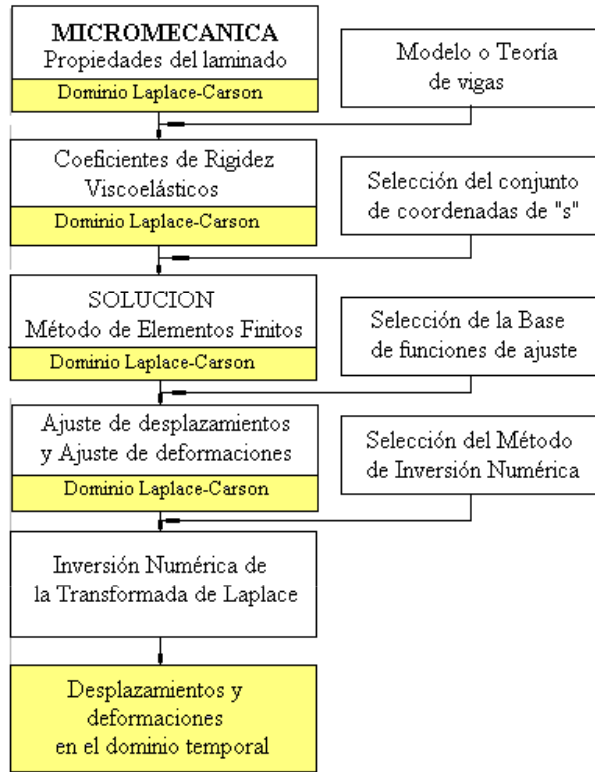 MICROMECANICA
Propiedades del laminado
Dominio Laplace-Carson
Modelo o Teoría
de vigas
Coeficientes de Rigidez
Viscoelásticos
Dominio Laplace-Carson
Selección del conjunto
de coordenadas de "s"
SOLUCION
Método de Elementos Finitos
Dominio Laplace-Carson
Selección de la Base
de funciones de ajuste
Ajuste de desplazamientos
y Ajuste de deformaciones
Dominio Laplace-Carson
Selección del Método
de Inversión Numérica
Inversión Numérica de
la Transformada de Laplace
Desplazamientos y
deformaciones
en el dominio temporal